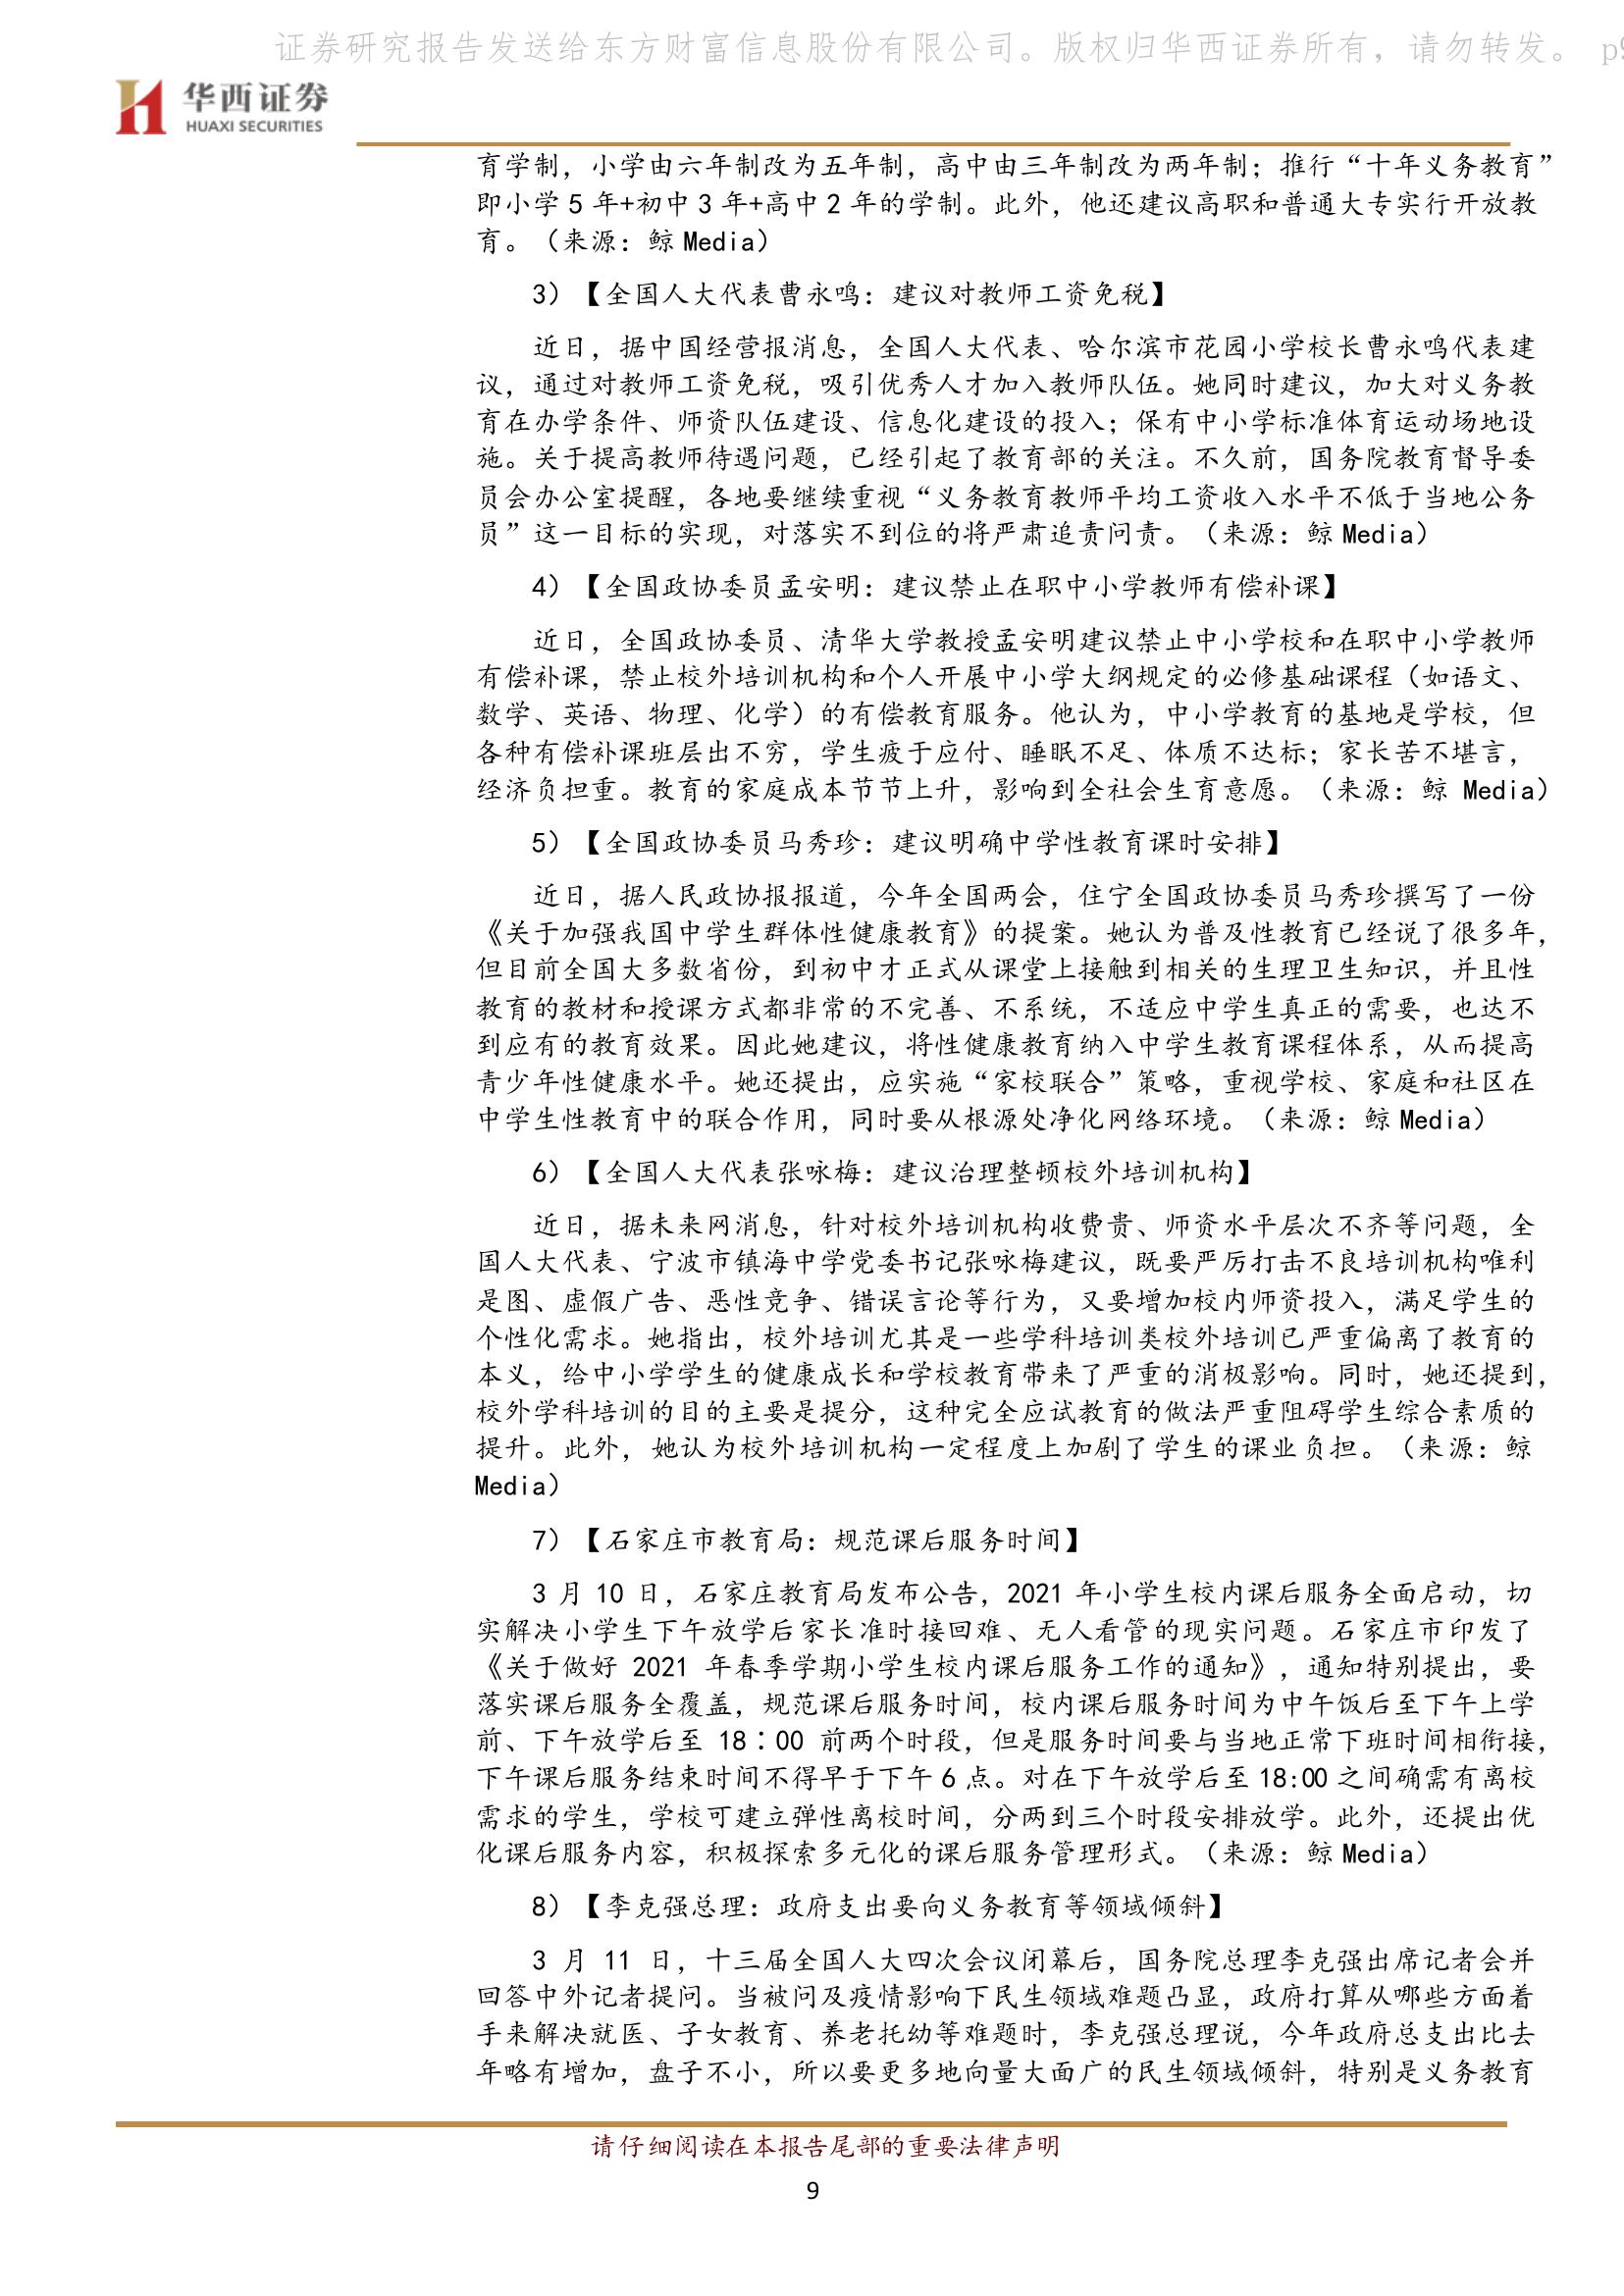 证券研究报告发送给东方财富信息股份有限公司。版权归华西证券所有，请勿转发。 p9
华西证券
HUAXI SECURITIES
育学制，小学由六年制改为五年制，高中由三年制改为两年制；推行“十年义务教育”
即小学 5 年+初中 3 年+高中 2 年的学制。此外，他还建议高职和普通大专实行开放教
育。（来源：鲸 Media）
3）【全国人大代表曹永鸣：建议对教师工资免税】
近日，据中国经营报消息，全国人大代表、哈尔滨市花园小学校长曹永鸣代表建
议，通过对教师工资免税，吸引优秀人才加入教师队伍。她同时建议，加大对义务教
育在办学条件、师资队伍建设、信息化建设的投入；保有中小学标准体育运动场地设
施。关于提高教师待遇问题，已经引起了教育部的关注。不久前，国务院教育督导委
员会办公室提醒，各地要继续重视“义务教育教师平均工资收入水平不低于当地公务
员”这一目标的实现，对落实不到位的将严肃追责问责。（来源：鲸 Media）
4）【全国政协委员孟安明：建议禁止在职中小学教师有偿补课】
近日，全国政协委员、清华大学教授孟安明建议禁止中小学校和在职中小学教师
有偿补课，禁止校外培训机构和个人开展中小学大纲规定的必修基础课程（如语文、
数学、英语、物理、化学）的有偿教育服务。他认为，中小学教育的基地是学校，但
各种有偿补课班层出不穷，学生疲于应付、睡眠不足、体质不达标；家长苦不堪言，
经济负担重。教育的家庭成本节节上升，影响到全社会生育意愿。（来源：鲸 Media）
5）【全国政协委员马秀珍：建议明确中学性教育课时安排】
近日，据人民政协报报道，今年全国两会，住宁全国政协委员马秀珍撰写了一份
《关于加强我国中学生群体性健康教育》的提案。她认为普及性教育已经说了很多年，
但目前全国大多数省份，到初中才正式从课堂上接触到相关的生理卫生知识，并且性
教育的教材和授课方式都非常的不完善、不系统，不适应中学生真正的需要，也达不
到应有的教育效果。因此她建议，将性健康教育纳入中学生教育课程体系，从而提高
青少年性健康水平。她还提出，应实施“家校联合”策略，重视学校、家庭和社区在
中学生性教育中的联合作用，同时要从根源处净化网络环境。（来源：鲸 Media）
6）【全国人大代表张咏梅：建议治理整顿校外培训机构】
近日，据未来网消息，针对校外培训机构收费贵、师资水平层次不齐等问题，全
国人大代表、宁波市镇海中学党委书记张咏梅建议，既要严厉打击不良培训机构唯利
是图、虚假广告、恶性竞争、错误言论等行为，又要增加校内师资投入，满足学生的
个性化需求。她指出，校外培训尤其是一些学科培训类校外培训已严重偏离了教育的
本义，给中小学学生的健康成长和学校教育带来了严重的消极影响。同时，她还提到，
校外学科培训的目的主要是提分，这种完全应试教育的做法严重阻碍学生综合素质的
提升。此外，她认为校外培训机构一定程度上加剧了学生的课业负担。（来源：鲸
Media）
7）【石家庄市教育局：规范课后服务时间】
3 月 10 日，石家庄教育局发布公告，2021 年小学生校内课后服务全面启动，切
实解决小学生下午放学后家长准时接回难、无人看管的现实问题。石家庄市印发了
《关于做好 2021 年春季学期小学生校内课后服务工作的通知》，通知特别提出，要
落实课后服务全覆盖，规范课后服务时间，校内课后服务时间为中午饭后至下午上学
前、下午放学后至 18∶00 前两个时段，但是服务时间要与当地正常下班时间相衔接，
下午课后服务结束时间不得早于下午 6 点。对在下午放学后至 18:00 之间确需有离校
需求的学生，学校可建立弹性离校时间，分两到三个时段安排放学。此外，还提出优
化课后服务内容，积极探索多元化的课后服务管理形式。（来源：鲸 Media）
8）【李克强总理：政府支出要向义务教育等领域倾斜】
3 月 11 日，十三届全国人大四次会议闭幕后，国务院总理李克强出席记者会并
回答中外记者提问。当被问及疫情影响下民生领域难题凸显，政府打算从哪些方面着
手来解决就医、子女教育、养老托幼等难题时，李克强总理说，今年政府总支出比去
年略有增加，盘子不小，所以要更多地向量大面广的民生领域倾斜，特别是义务教育
请仔细阅读在本报告尾部的重要法律声明
9